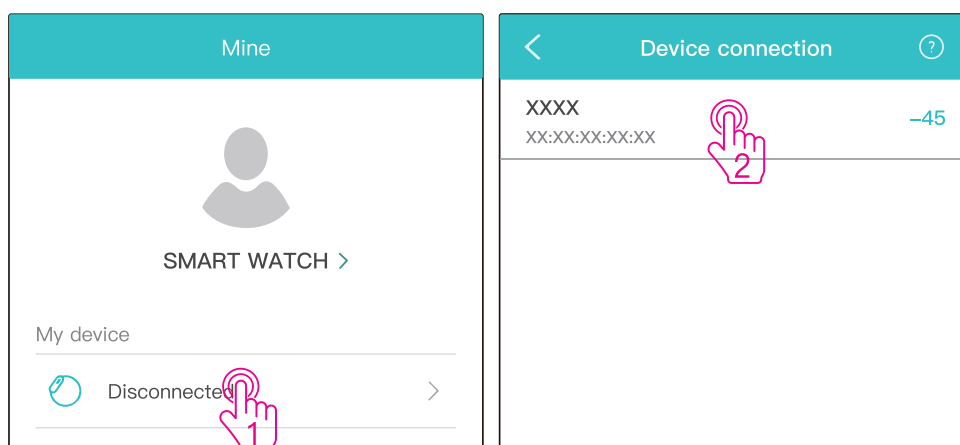 Mine
SMART WATCH >
My device
Disconnected
1
Device connection
?
XXXX
XX:XX:XX:XX:XX
-45
2